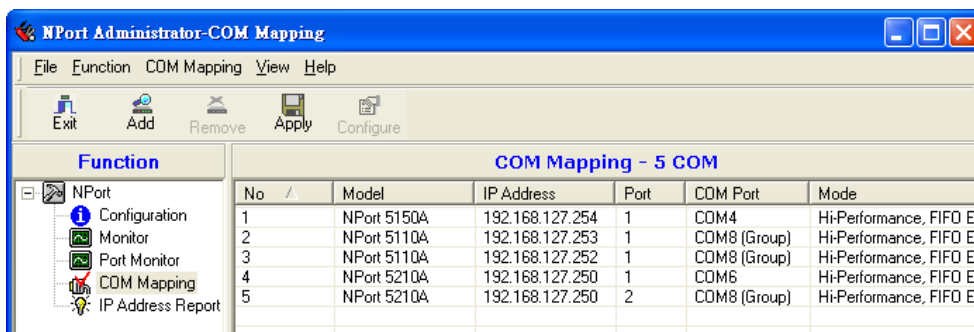 NPort Administrator-COM Mapping
File Function COM Mapping View Help
Exit Add Remove Apply Configure
Function
COM Mapping - 5 COM
NPort
Configuration
Monitor
Port Monitor
COM Mapping
IP Address Report
No Model IP Address Port COM Port Mode
1 NPort 5150A 192.168.127.254 1 COM4 Hi-Performance, FIFO E
2 NPort 5110A 192.168.127.253 1 COM8 (Group) Hi-Performance, FIFO E
3 NPort 5110A 192.168.127.252 1 COM8 (Group) Hi-Performance, FIFO E
4 NPort 5210A 192.168.127.250 1 COM6 Hi-Performance, FIFO E
5 NPort 5210A 192.168.127.250 2 COM8 (Group) Hi-Performance, FIFO E